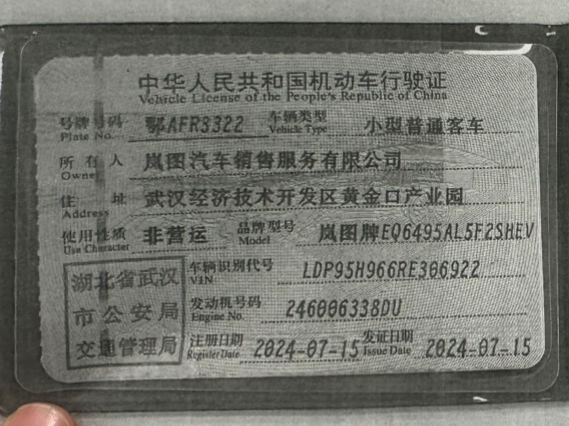 中华人民共和国机动车行驶证
Vehicle License of the People's Republic of China
号牌号码 鄂AFR3322 车辆类型 小型普通客车
Plate No. Vehicle Type
所有人 岚图汽车销售服务有限公司
Owner
住址 武汉经济技术开发区黄金口产业园
Address
使用性质 非营运 品牌型号 岚图牌EQ6495AL5F2SHEV
Use Character Model
湖北省武汉
市公安局
交通管理局
车辆识别代号 LDP95H966RE306922
VIN
发动机号码 246006338DU
Engine No.
注册日期 2024-07-15 发证日期 2024-07-15
Register Date Issue Date